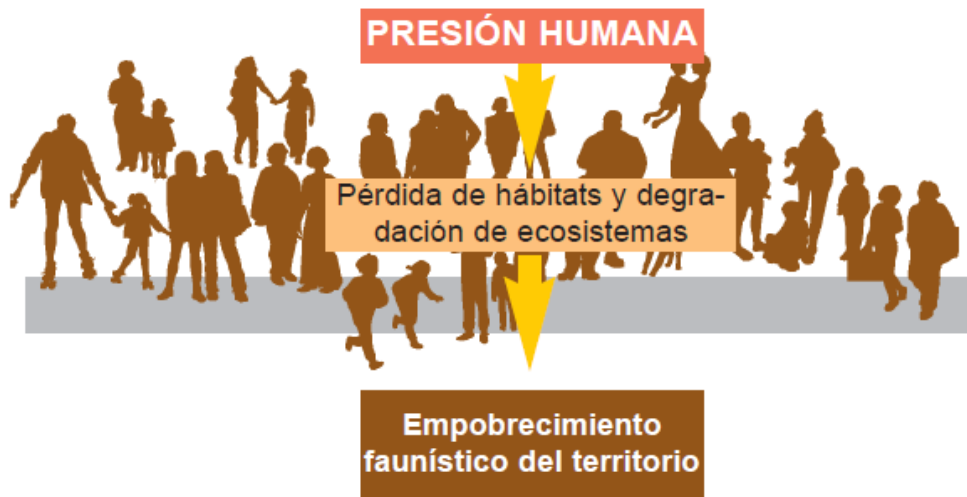 PRESIÓN HUMANA
Pérdida de hábitats y degra-
dación de ecosistemas
Empobrecimiento
faunístico del territorio